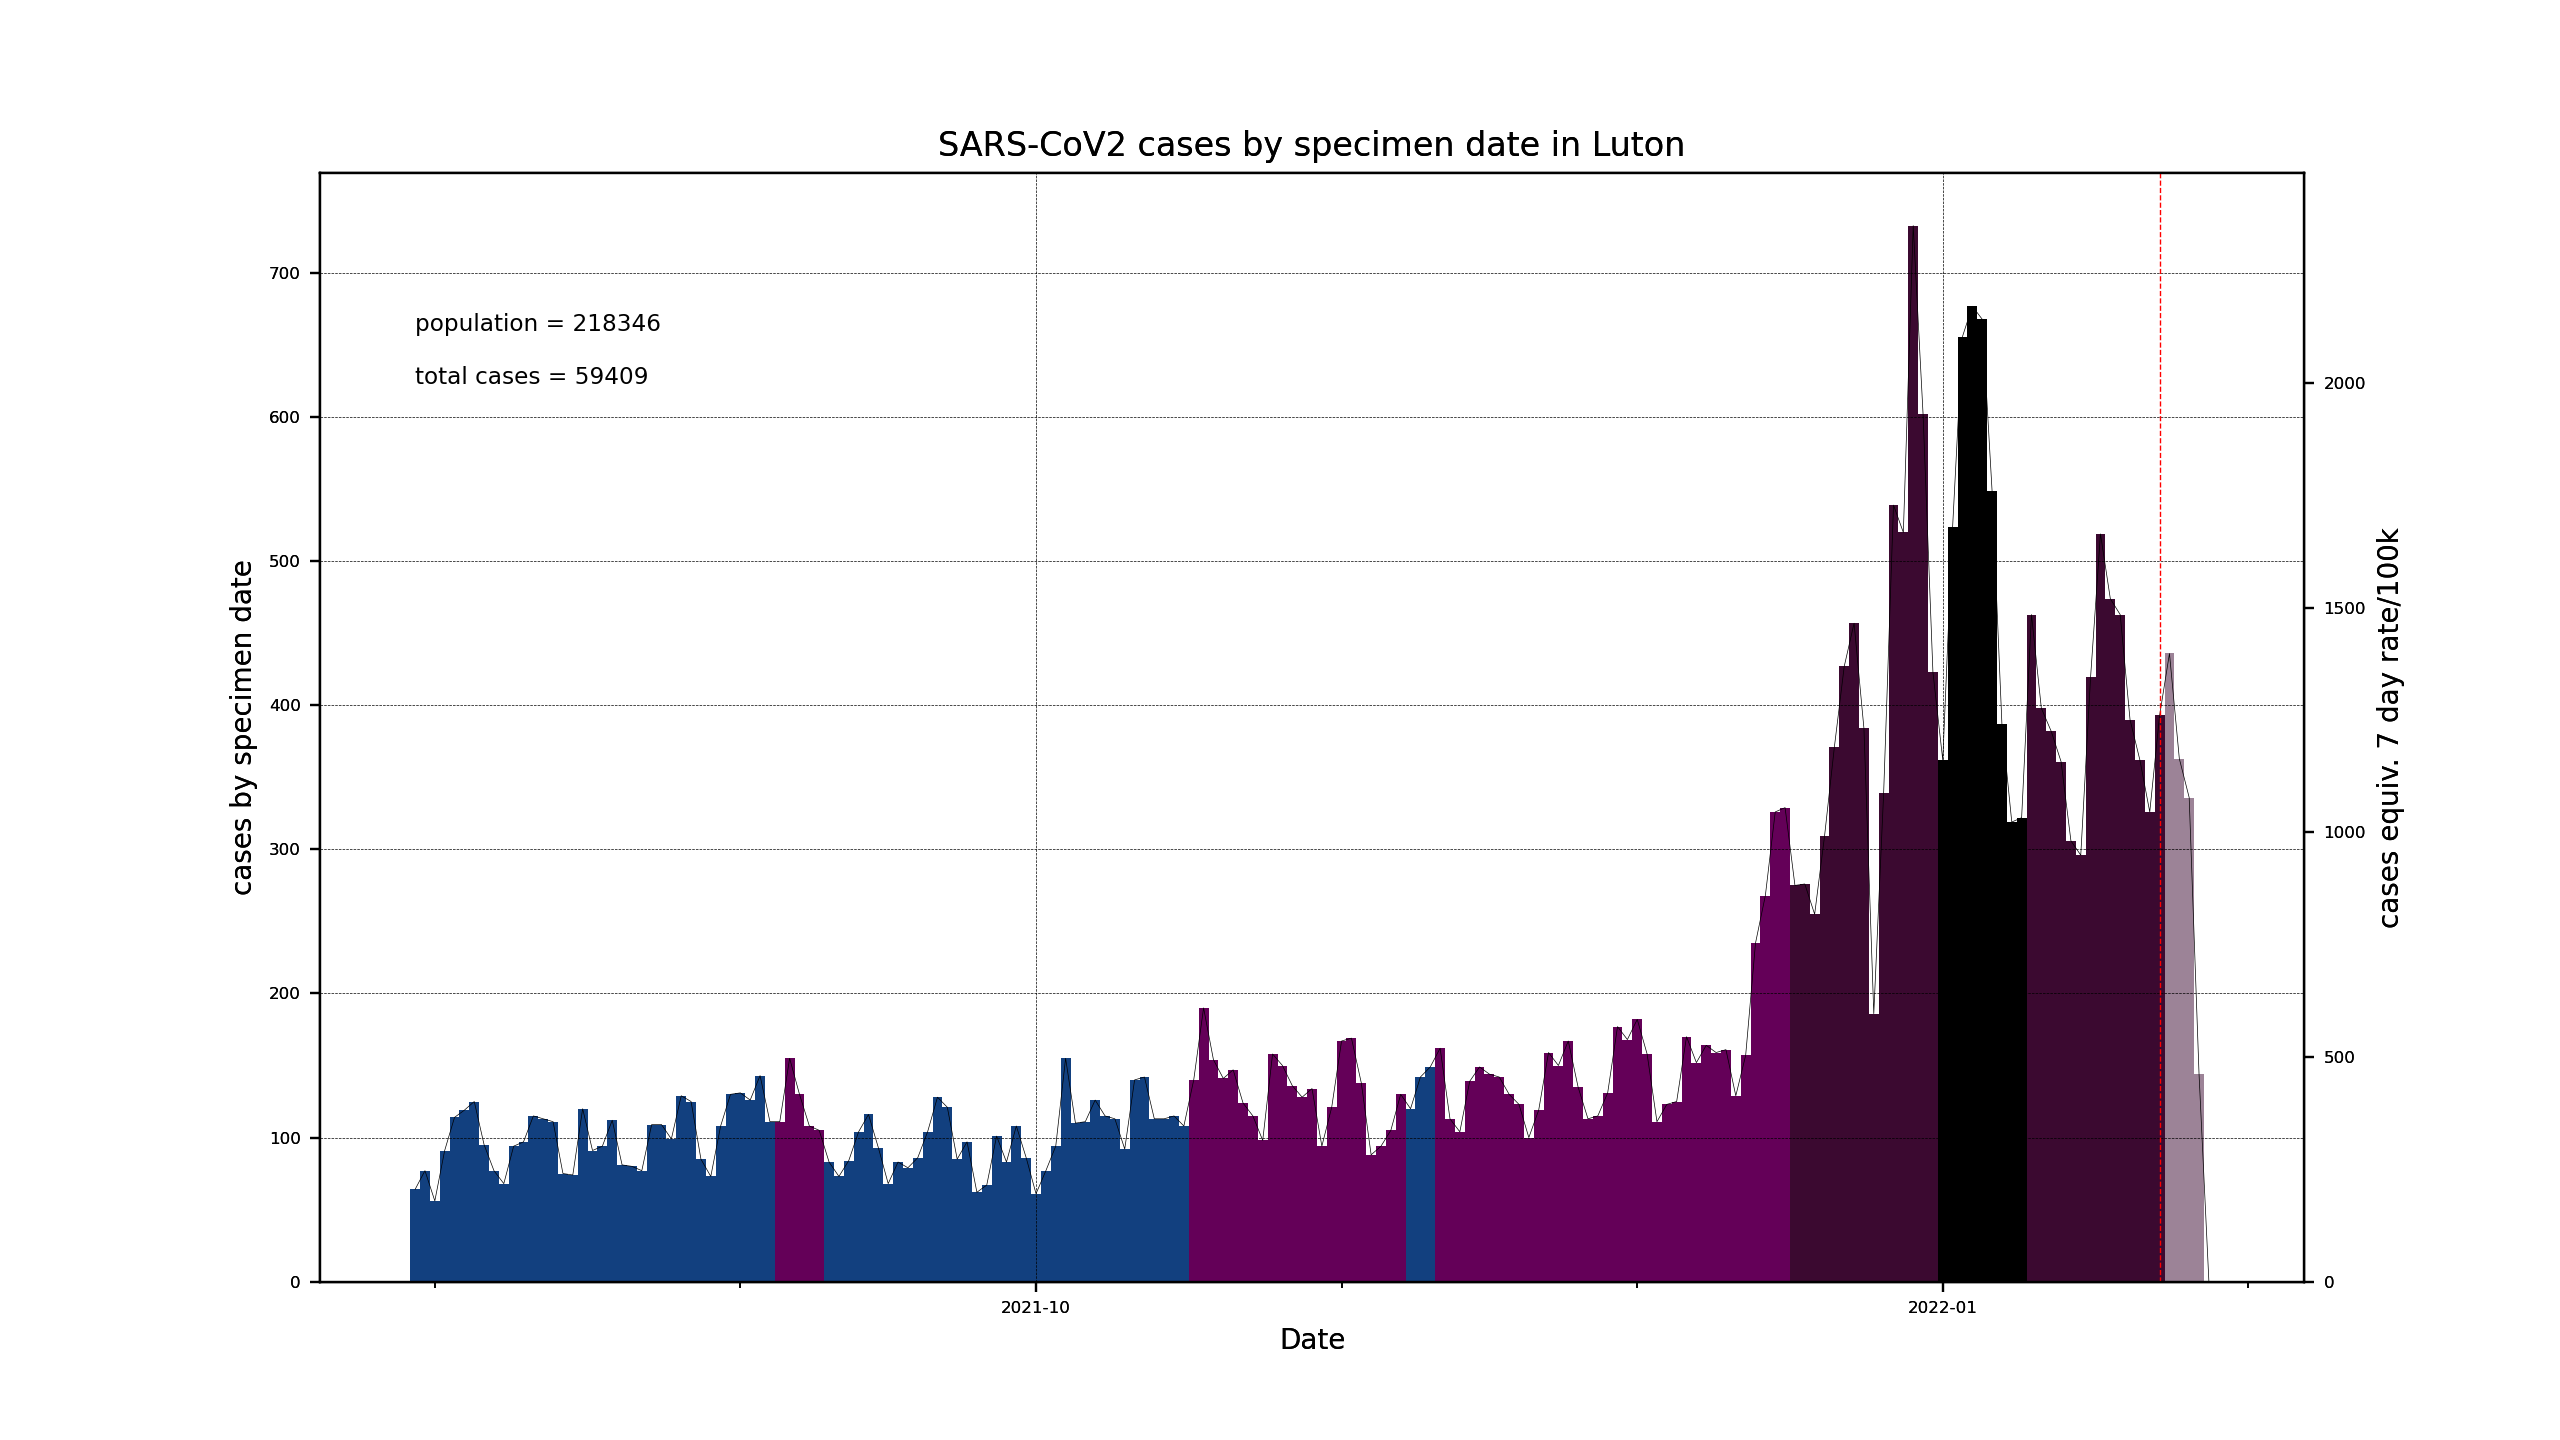 SARS-CoV2 cases by specimen date in Luton
population = 218346
total cases = 59409
cases by specimen date
700
600
500
400
300
200
100
0
2000
1500
1000
500
0
cases equiv. 7 day rate/100k
2021-10
2022-01
Date